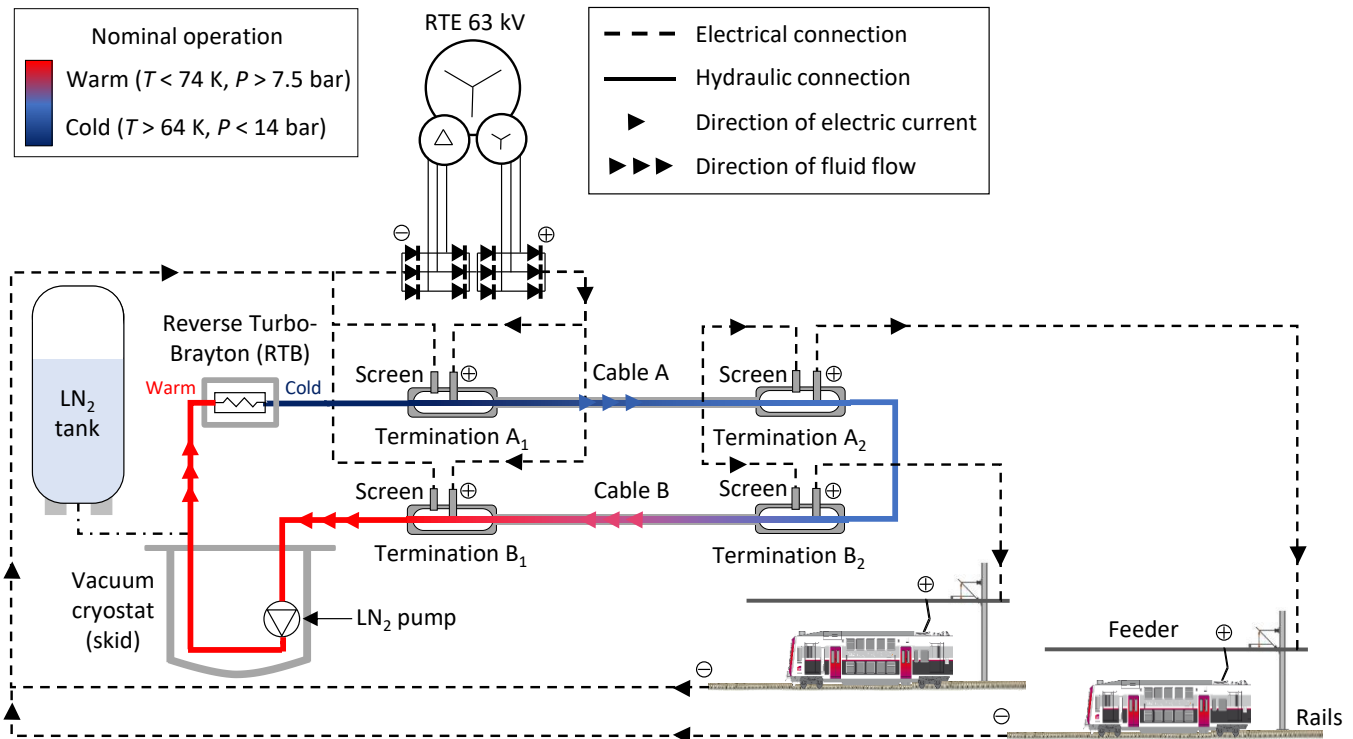 RTE 63 kV
Nominal operation
Warm (T < 74 K, P > 7.5 bar)
Cold (T > 64 K, P < 14 bar)
Electrical connection
Hydraulic connection
Direction of electric current
Direction of fluid flow
⊖
⊕
Reverse Turbo-
Brayton (RTB)
Warm
Cold
LN₂
tank
Screen
⊕
Cable A
Screen
⊕
Termination A₁
Termination A₂
Screen
⊕
Cable B
Screen
⊕
Termination B₁
Termination B₂
Vacuum
cryostat
(skid)
LN₂ pump
⊕
⊖
Feeder
⊕
⊖
Rails